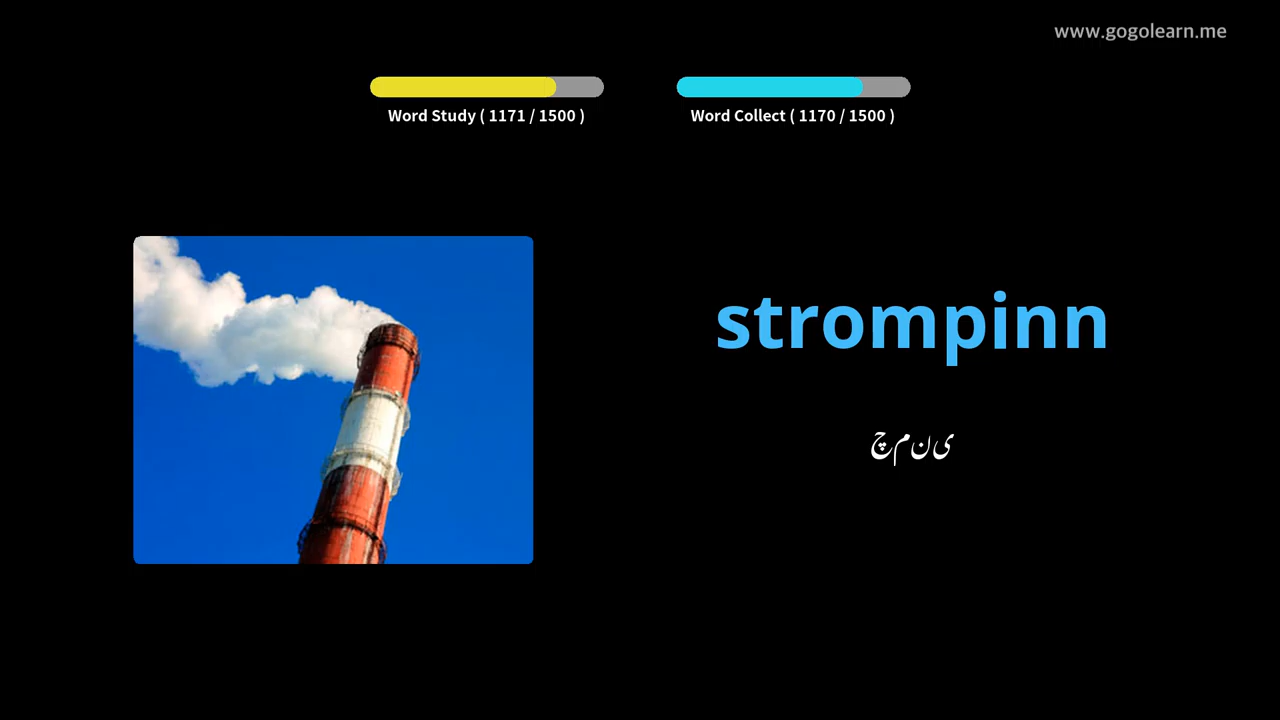 www.gogolearn.me
Word Study ( 1171 / 1500 )
Word Collect ( 1170 / 1500 )
strompinn
چمنی